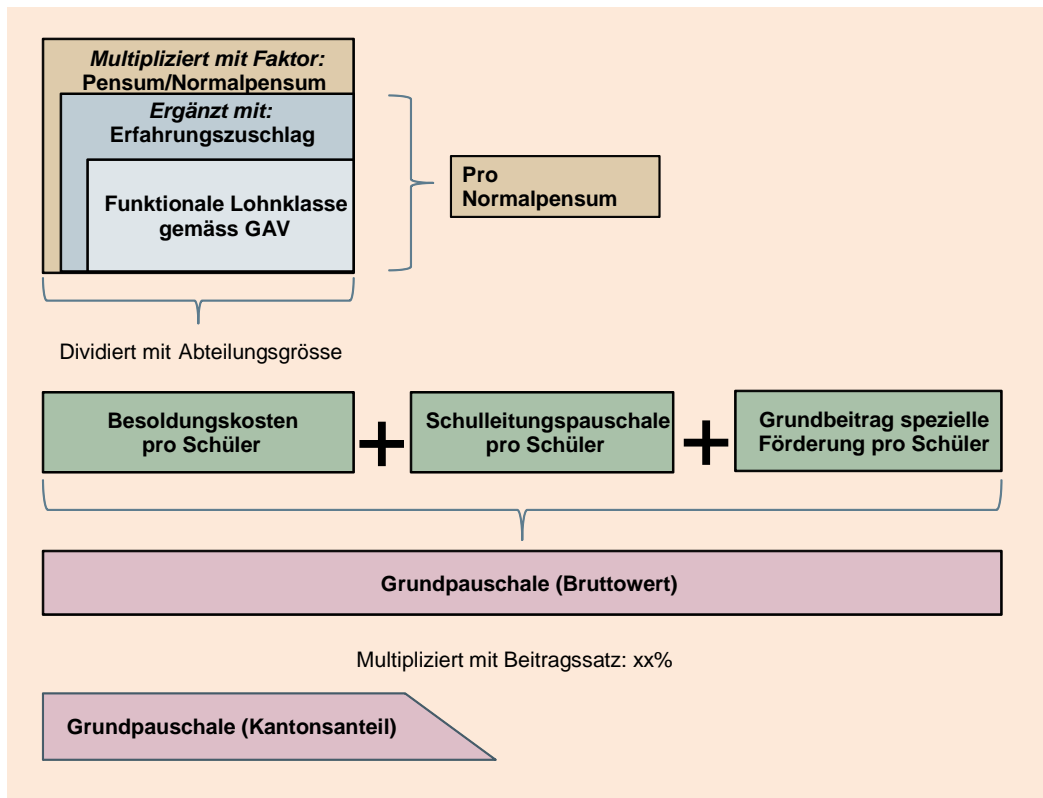 Multipliziert mit Faktor:
Pensum/Normalpensum
Ergänzt mit:
Erfahrungszuschlag
Funktionale Lohnklasse
gemäss GAV
Pro
Normalpensum
Dividiert mit Abteilungsgrösse
Besoldungskosten
pro Schüler
+
Schulleitungspauschale
pro Schüler
+
Grundbeitrag spezielle
Förderung pro Schüler
Grundpauschale (Bruttowert)
Multipliziert mit Beitragssatz: xx%
Grundpauschale (Kantonsanteil)